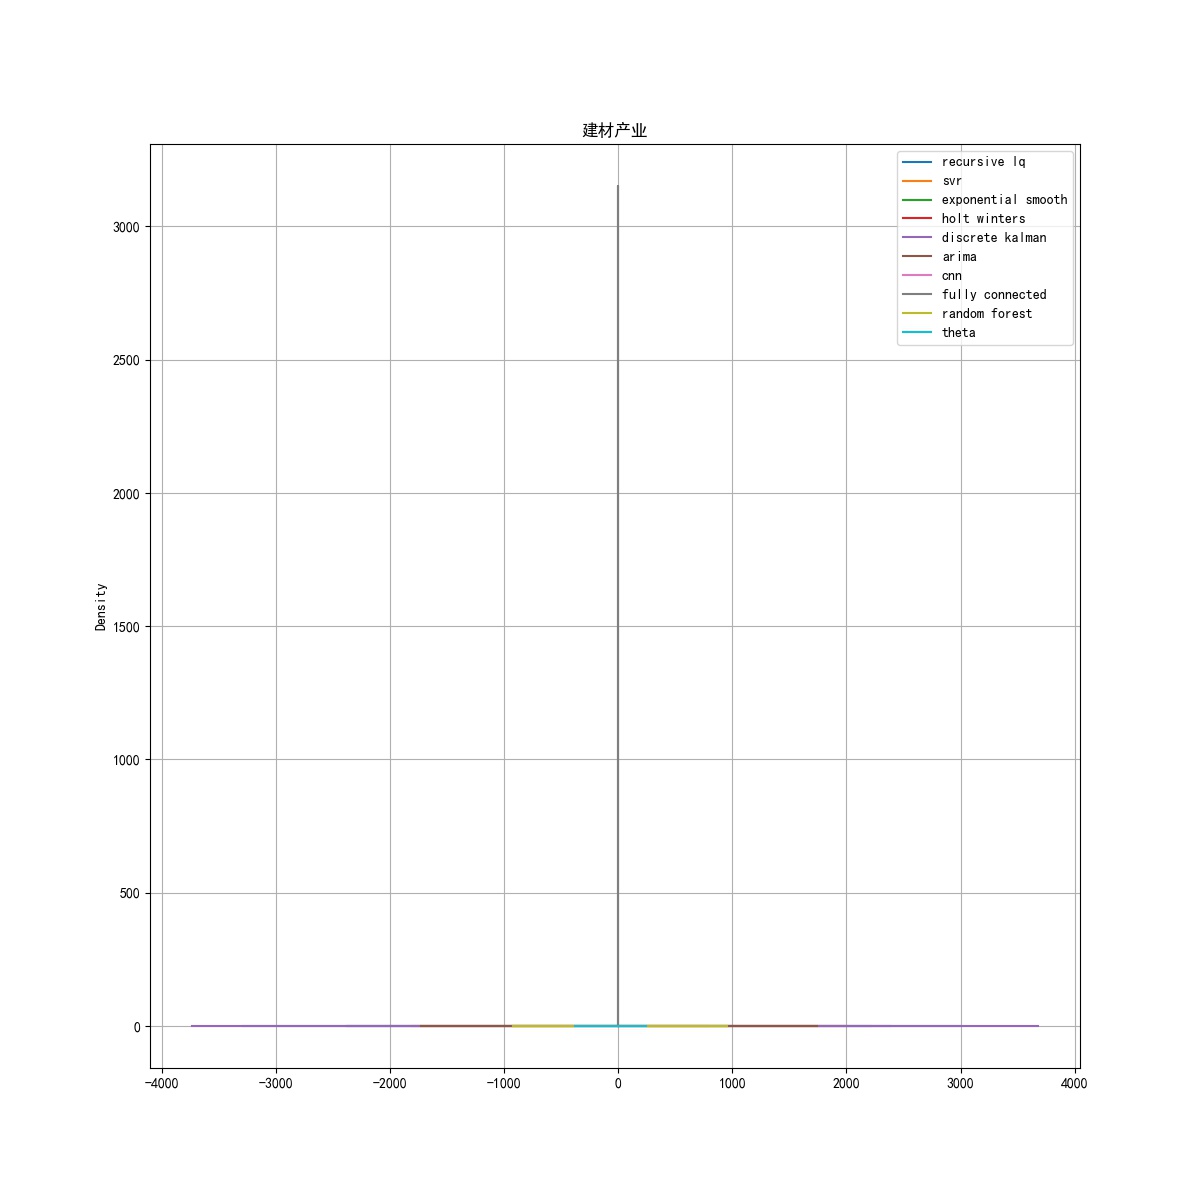 建材产业
recursive lq
svr
exponential smooth
holt winters
discrete kalman
arima
cnn
fully connected
random forest
theta
Density
3000
2500
2000
1500
1000
500
0
−4000 −3000 −2000 −1000 0 1000 2000 3000 4000